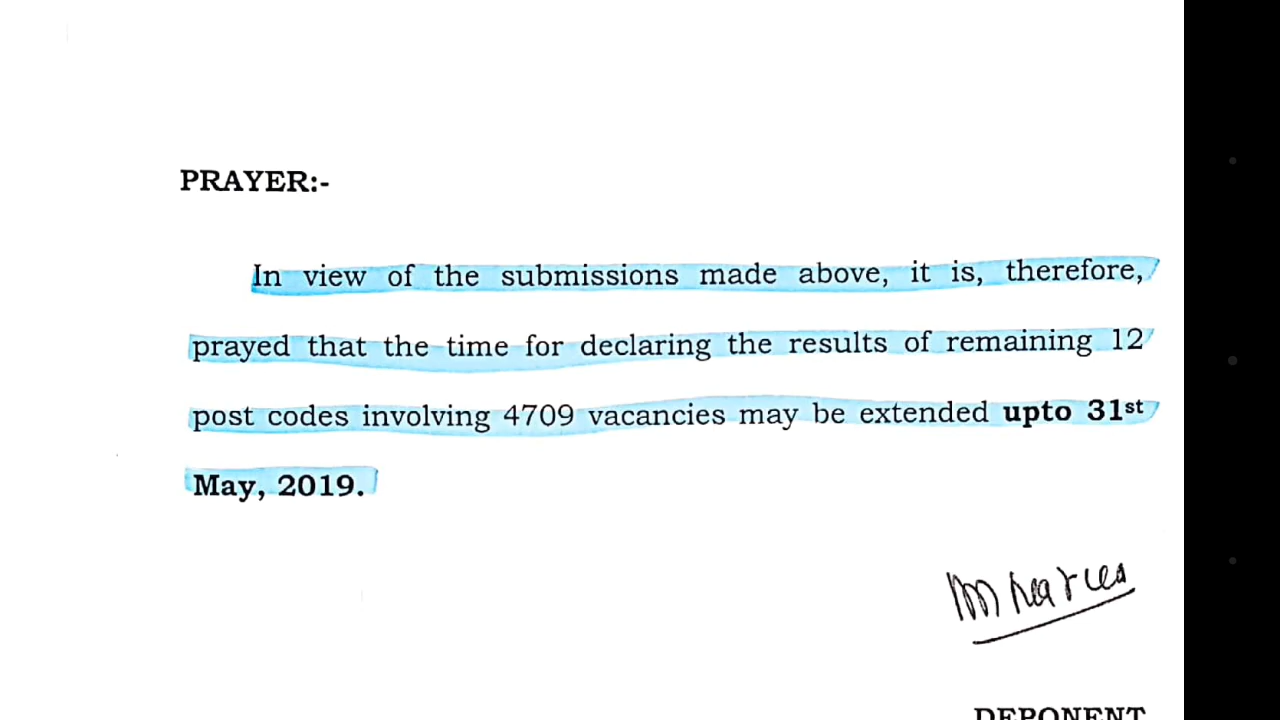 PRAYER:-
In view of the submissions made above, it is, therefore,
prayed that the time for declaring the results of remaining 12
post codes involving 4709 vacancies may be extended upto 31st
May, 2019.
DEPONENT